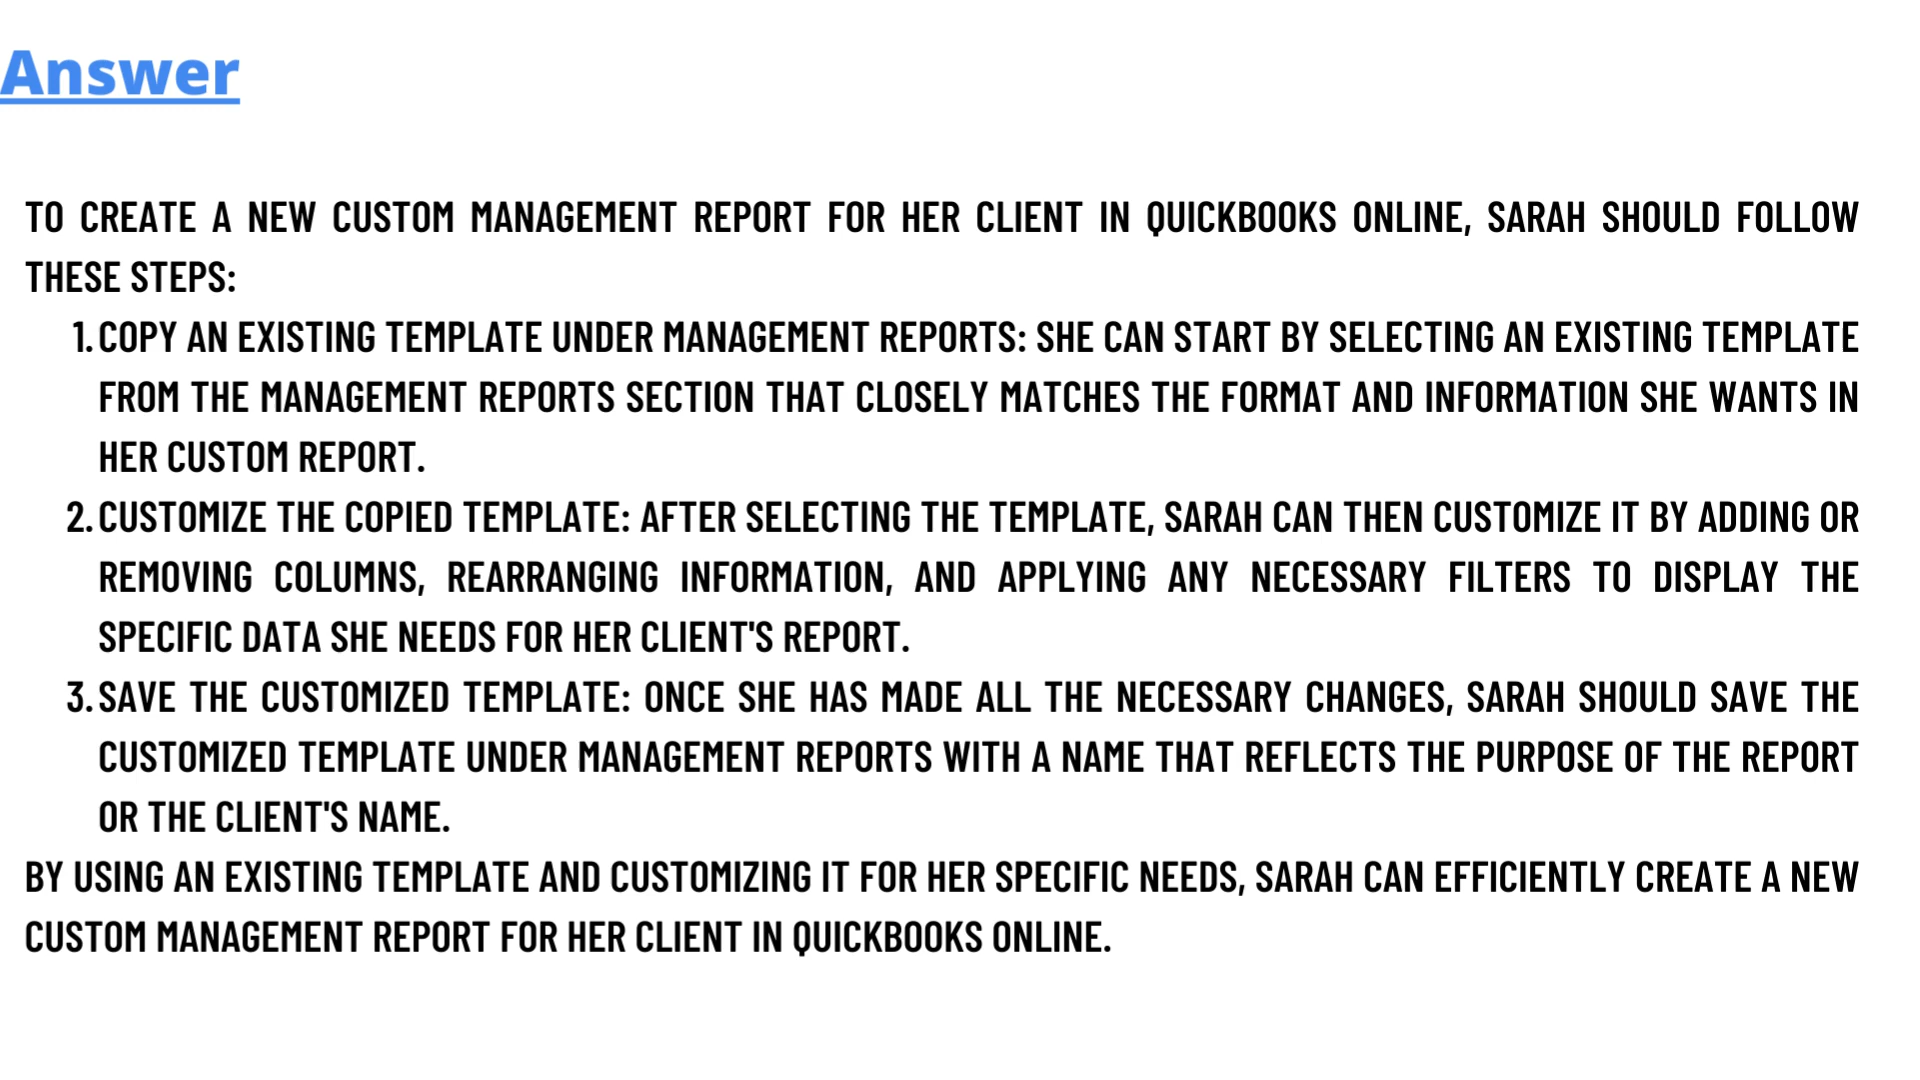 Answer
TO CREATE A NEW CUSTOM MANAGEMENT REPORT FOR HER CLIENT IN QUICKBOOKS ONLINE, SARAH SHOULD FOLLOW
THESE STEPS:
1. COPY AN EXISTING TEMPLATE UNDER MANAGEMENT REPORTS: SHE CAN START BY SELECTING AN EXISTING TEMPLATE
FROM THE MANAGEMENT REPORTS SECTION THAT CLOSELY MATCHES THE FORMAT AND INFORMATION SHE WANTS IN
HER CUSTOM REPORT.
2. CUSTOMIZE THE COPIED TEMPLATE: AFTER SELECTING THE TEMPLATE, SARAH CAN THEN CUSTOMIZE IT BY ADDING OR
REMOVING COLUMNS, REARRANGING INFORMATION, AND APPLYING ANY NECESSARY FILTERS TO DISPLAY THE
SPECIFIC DATA SHE NEEDS FOR HER CLIENT'S REPORT.
3. SAVE THE CUSTOMIZED TEMPLATE: ONCE SHE HAS MADE ALL THE NECESSARY CHANGES, SARAH SHOULD SAVE THE
CUSTOMIZED TEMPLATE UNDER MANAGEMENT REPORTS WITH A NAME THAT REFLECTS THE PURPOSE OF THE REPORT
OR THE CLIENT'S NAME.
BY USING AN EXISTING TEMPLATE AND CUSTOMIZING IT FOR HER SPECIFIC NEEDS, SARAH CAN EFFICIENTLY CREATE A NEW
CUSTOM MANAGEMENT REPORT FOR HER CLIENT IN QUICKBOOKS ONLINE.